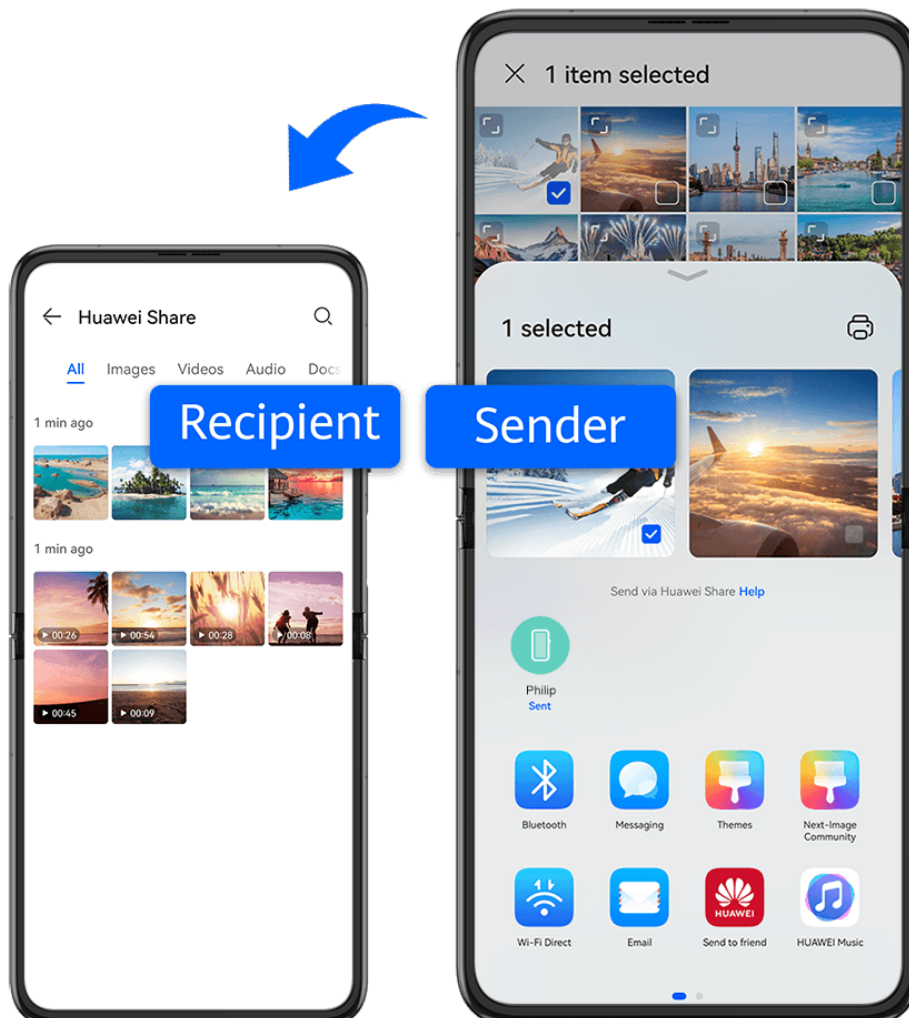 1 item selected
Huawei Share
All Images Videos Audio Docs
1 min ago
1 min ago
00:26 00:54 00:28 00:08
00:45 00:09
Recipient
Sender
1 selected
Send via Huawei Share Help
Philip
Sent
Bluetooth Messaging Themes Next-Image
Community
Wi-Fi Direct Email Send to friend HUAWEI Music
HUAWEI